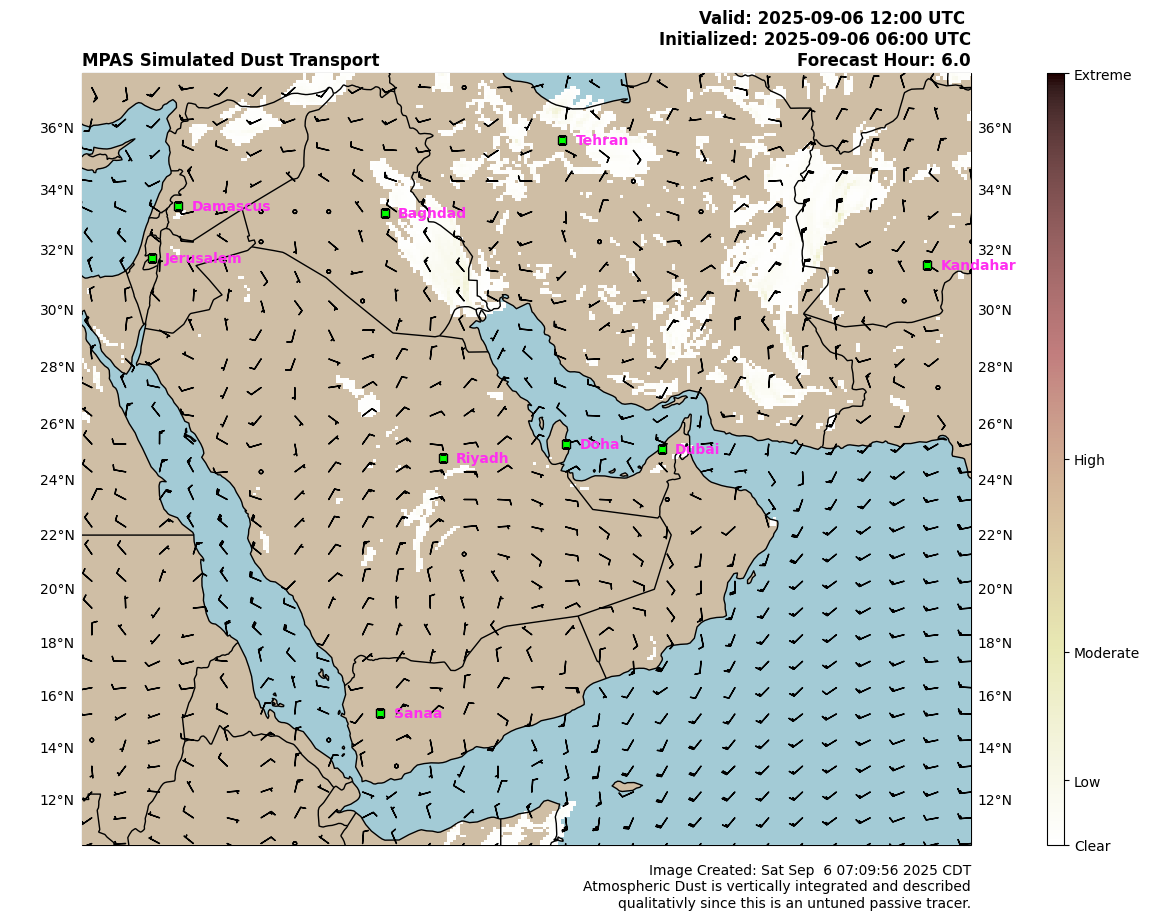 Valid: 2025-09-06 12:00 UTC
Initialized: 2025-09-06 06:00 UTC
MPAS Simulated Dust Transport
Forecast Hour: 6.0
Extreme
36°N
Tehran
36°N
34°N
Damascus
Baghdad
34°N
32°N
Jerusalem
32°N
Kandahar
30°N
30°N
28°N
28°N
26°N
26°N
Riyadh
Doha
Dubai
High
24°N
24°N
22°N
22°N
20°N
20°N
18°N
18°N
Moderate
16°N
Sanaa
16°N
14°N
14°N
12°N
12°N
Low
Clear
Image Created: Sat Sep  6 07:09:56 2025 CDT
Atmospheric Dust is vertically integrated and described
qualitativly since this is an untuned passive tracer.